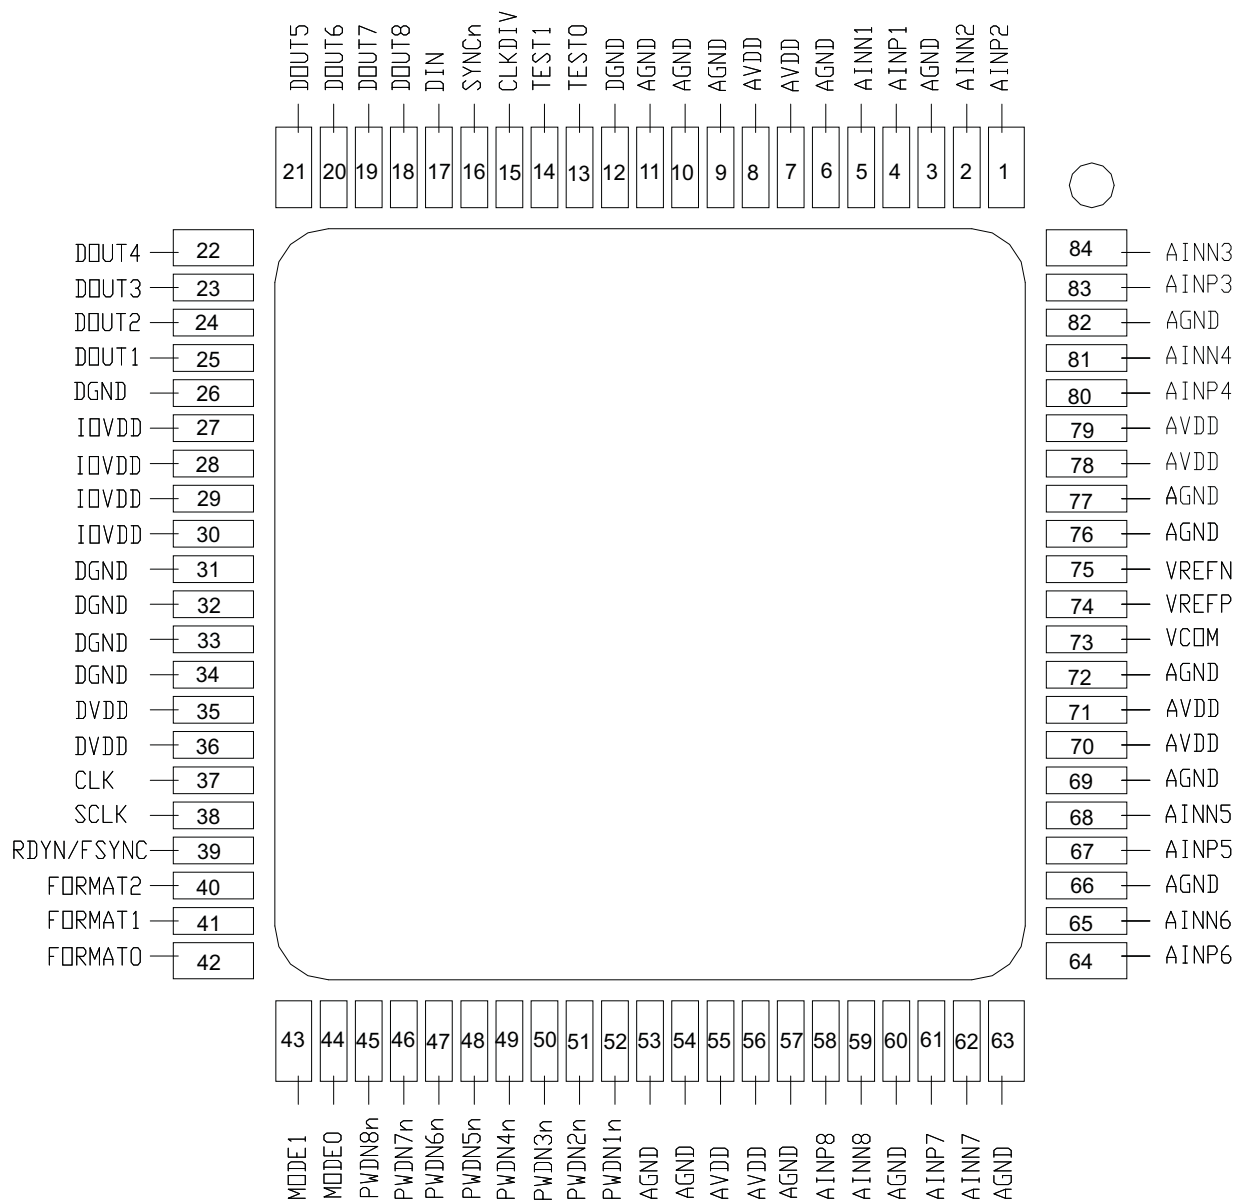 DOUT5 DOUT6 DOUT7 DOUT8 DIN SYNCn CLKDIV TEST1 TEST0 DGND AGND AGND AGND AVDD AVDD AGND AINN1 AINP1 AGND AINN2 AINP2
21 20 19 18 17 16 15 14 13 12 11 10 9 8 7 6 5 4 3 2 1
DOUT4 22 84 AINN3
DOUT3 23 83 AINP3
DOUT2 24 82 AGND
DOUT1 25 81 AINN4
DGND 26 80 AINP4
IOVDD 27 79 AVDD
IOVDD 28 78 AVDD
IOVDD 29 77 AGND
IOVDD 30 76 AGND
DGND 31 75 VREFN
DGND 32 74 VREFP
DGND 33 73 VCOM
DGND 34 72 AGND
DVDD 35 71 AVDD
DVDD 36 70 AVDD
CLK 37 69 AGND
SCLK 38 68 AINN5
RDYN/FSYNC 39 67 AINP5
FORMAT2 40 66 AGND
FORMAT1 41 65 AINN6
FORMAT0 42 64 AINP6
43 44 45 46 47 48 49 50 51 52 53 54 55 56 57 58 59 60 61 62 63
MODE1 MODE0 PWDN8n PWDN7n PWDN6n PWDN5n PWDN4n PWDN3n PWDN2n PWDN1n AGND AGND AVDD AVDD AGND AINP8 AINN8 AGND AINP7 AINN7 AGND